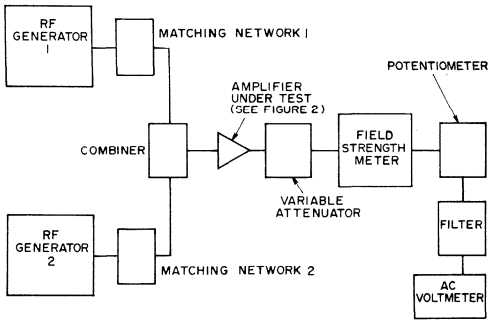 RF
GENERATOR
1
MATCHING NETWORK 1
POTENTIOMETER
AMPLIFIER
UNDER TEST
(SEE FIGURE 2)
COMBINER
FIELD
STRENGTH
METER
VARIABLE
ATTENUATOR
RF
GENERATOR
2
MATCHING NETWORK 2
FILTER
AC
VOLTMETER